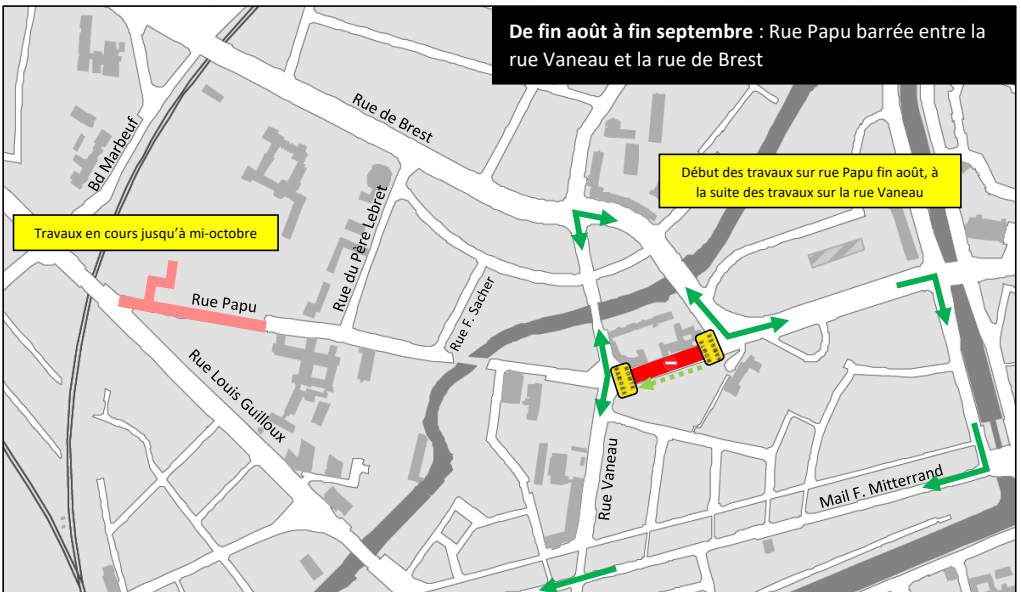 De fin août à fin septembre : Rue Papu barrée entre la
rue Vaneau et la rue de Brest
Rue de Brest
Bd Marbeuf
Début des travaux sur rue Papu fin août, à
la suite des travaux sur la rue Vaneau
Travaux en cours jusqu’à mi-octobre
Rue du Père Lebret
Rue Papu
Rue F. Sacher
Rue Louis Guilloux
Rue Vaneau
Mail F. Mitterrand